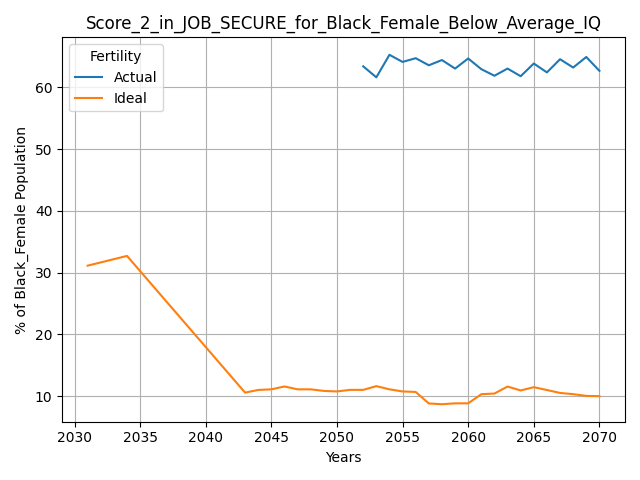 Score_2_in_JOB_SECURE_for_Black_Female_Below_Average_IQ
Fertility
Actual
Ideal
% of Black_Female Population
60
50
40
30
20
10
2030 2035 2040 2045 2050 2055 2060 2065 2070
Years